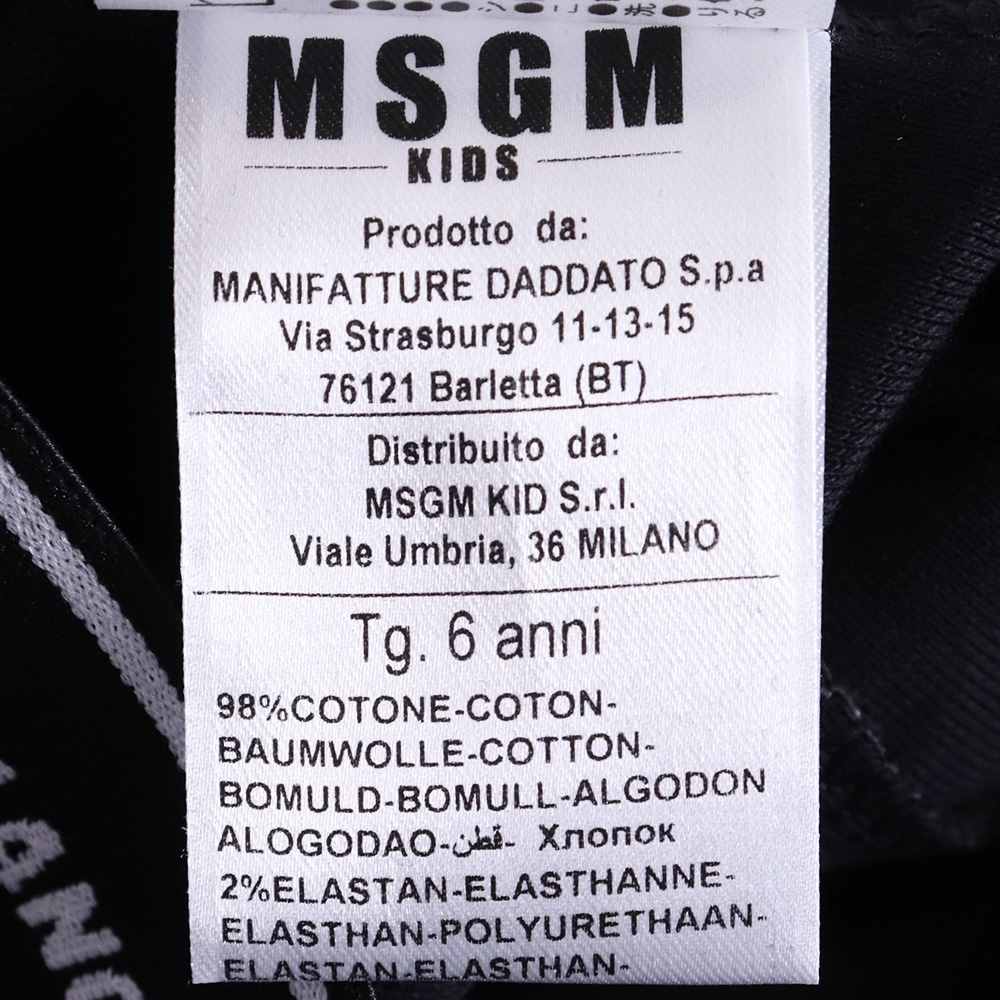 MSGM
KIDS
Prodotto da:
MANIFATTURE DADDATO S.p.a
Via Strasburgo 11-13-15
76121 Barletta (BT)
Distribuito da:
MSGM KID S.r.l.
Viale Umbria, 36 MILANO
Tg. 6 anni
98%COTONE-COTON-
BAUMWOLLE-COTTON-
BOMULD-BOMULL-ALGODON
ALOGODAO-قطن- Хлопок
2%ELASTAN-ELASTHANNE-
ELASTHAN-POLYURETHAAN-
ELASTAN-ELASTHAN-